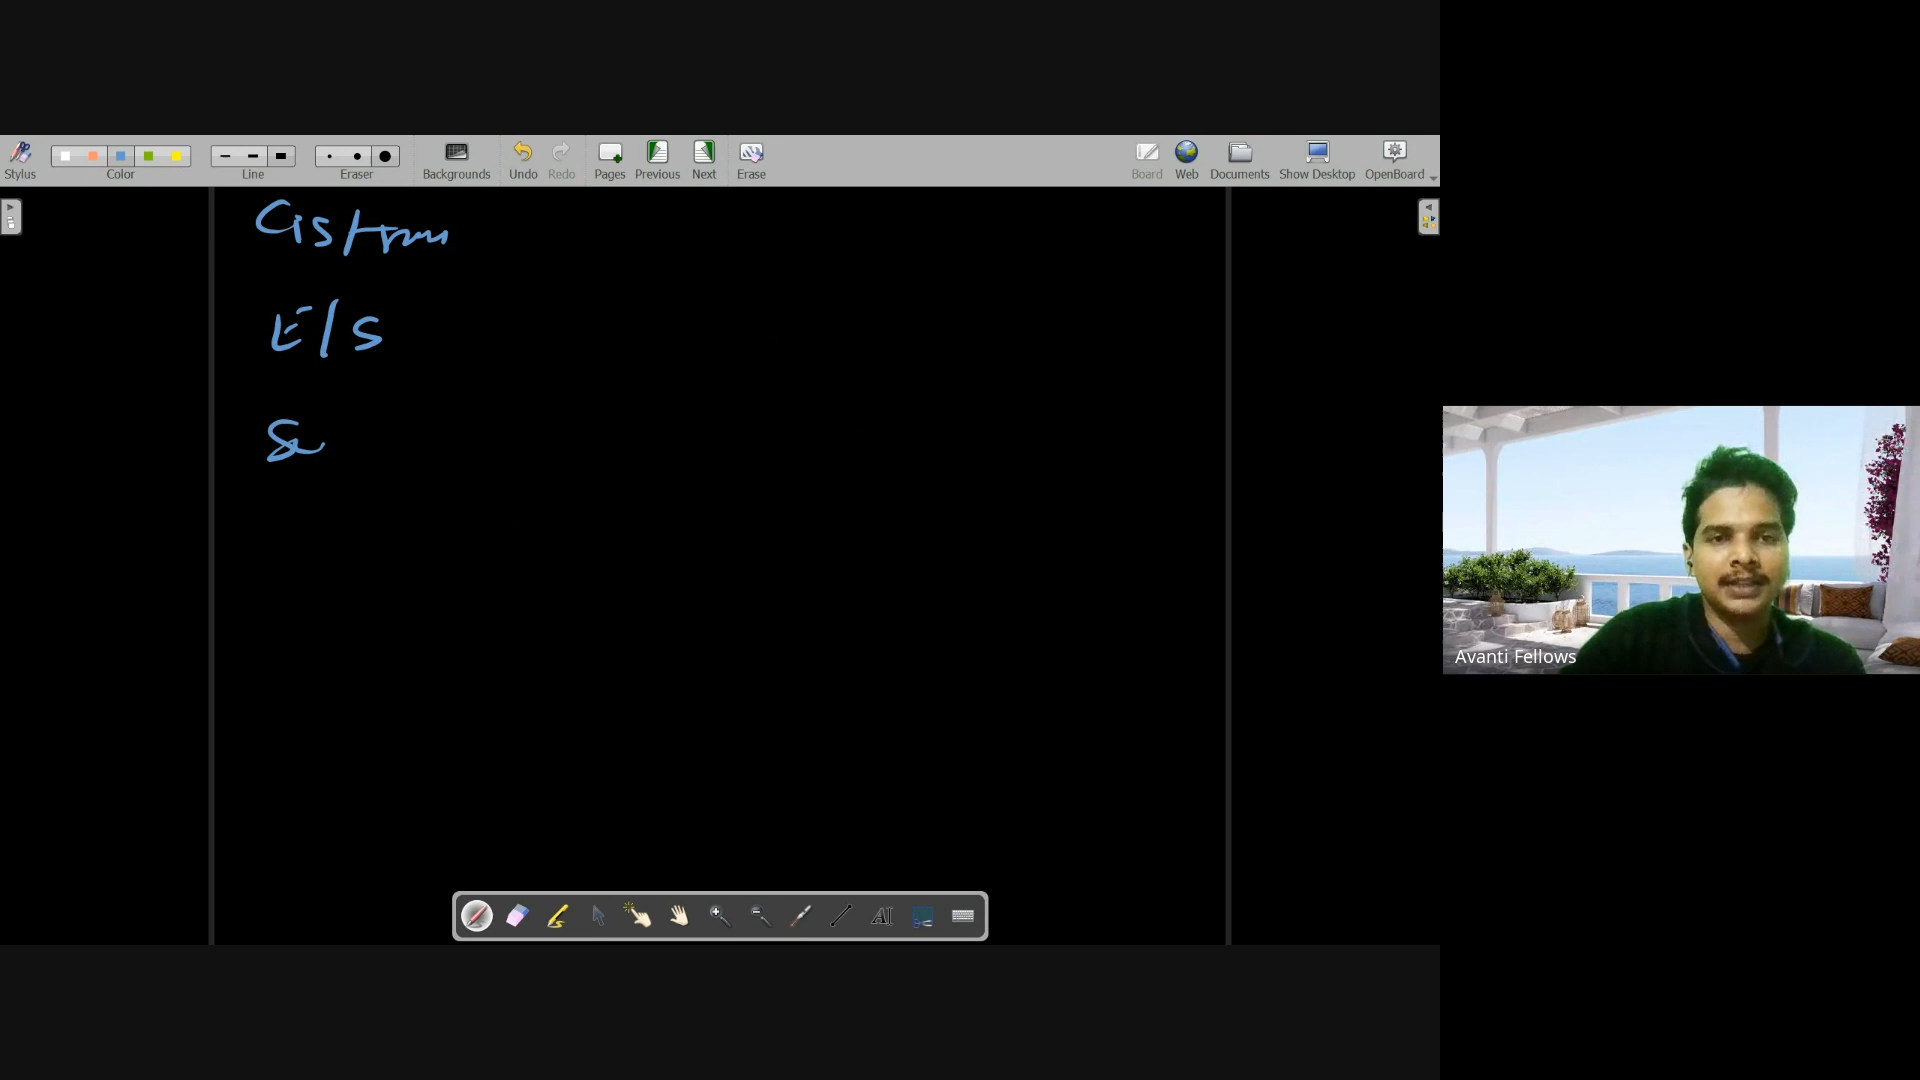 Stylus Color Line Eraser Backgrounds Undo Redo Pages Previous Next Erase Board Web Documents Show Desktop OpenBoard
E/S
Avanti Fellows